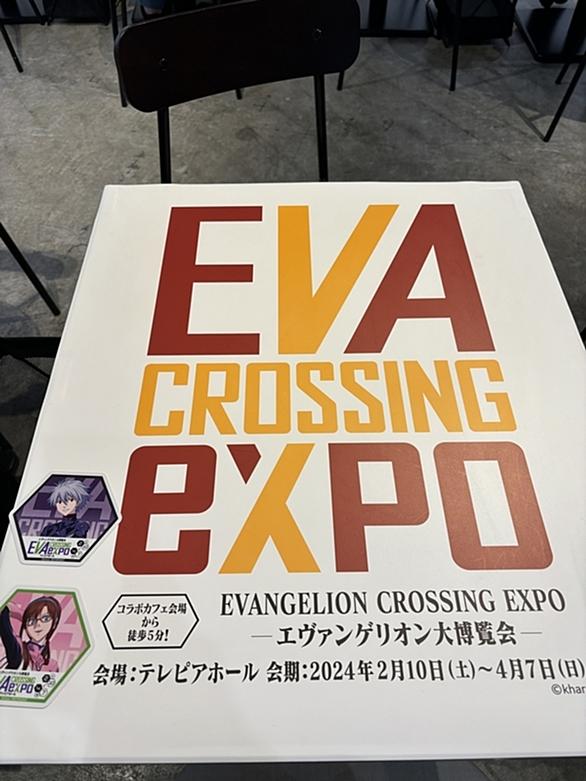 EVA
CROSSING
expo
EVA CROSSING expo
コラボカフェ会場
から
徒歩5分!
EVANGELION CROSSING EXPO
―エヴァンゲリオン大博覧会―
会場:テレピアホール 会期:2024年2月10日(土)~4月7日(日)